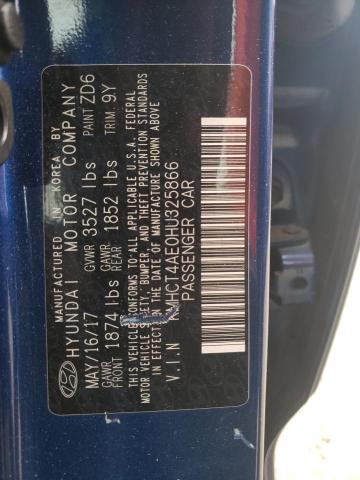 MANUFACTURED IN KOREA BY
HYUNDAI MOTOR COMPANY
MAY/16/17 GVWR 3527 lbs PAINT ZD6
GAWR FRONT 1874 lbs GAWR REAR 1852 lbs TRIM 9Y
THIS VEHICLE CONFORMS TO ALL APPLICABLE U.S.A. FEDERAL
MOTOR VEHICLE SAFETY, BUMPER, AND THEFT PREVENTION STANDARDS
IN EFFECT ON THE DATE OF MANUFACTURE SHOWN ABOVE.
V.I.N KMHCT4AE0HU325866
PASSENGER CAR